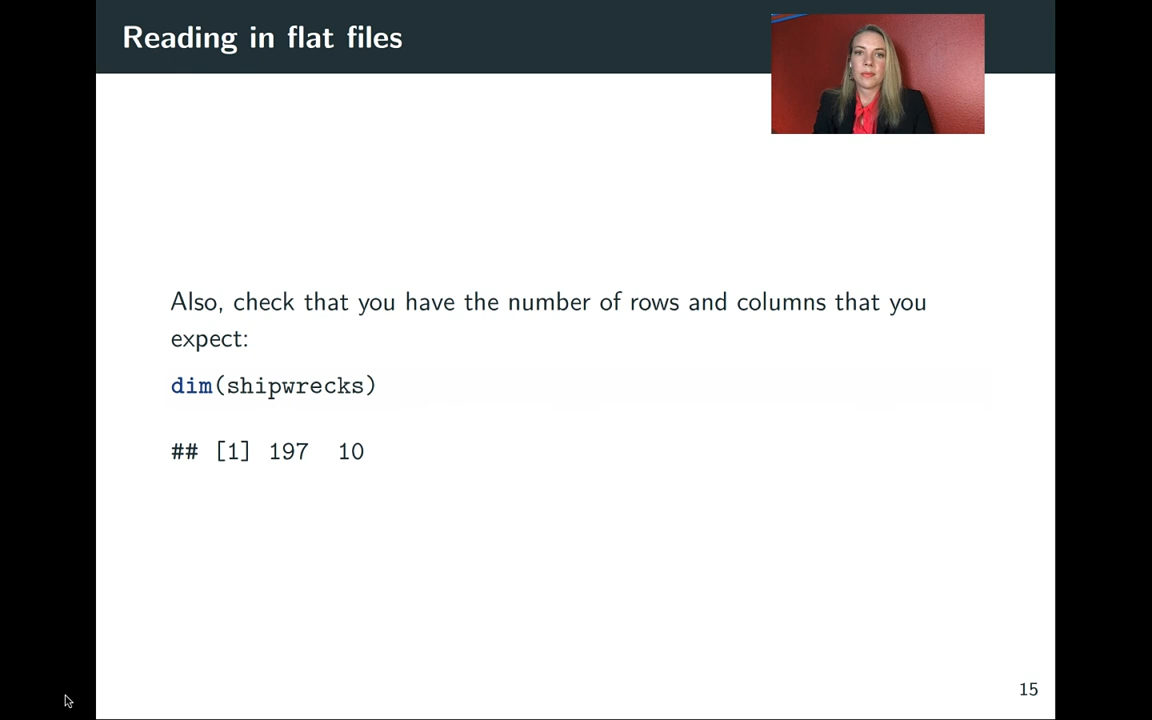 Reading in flat files
Also, check that you have the number of rows and columns that you
expect:
dim(shipwrecks)
## [1] 197  10
15